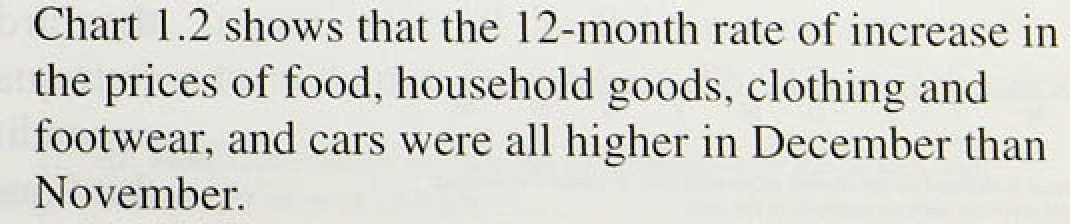 Chart 1.2 shows that the 12-month rate of increase in
the prices of food, household goods, clothing and
footwear, and cars were all higher in December than
November.